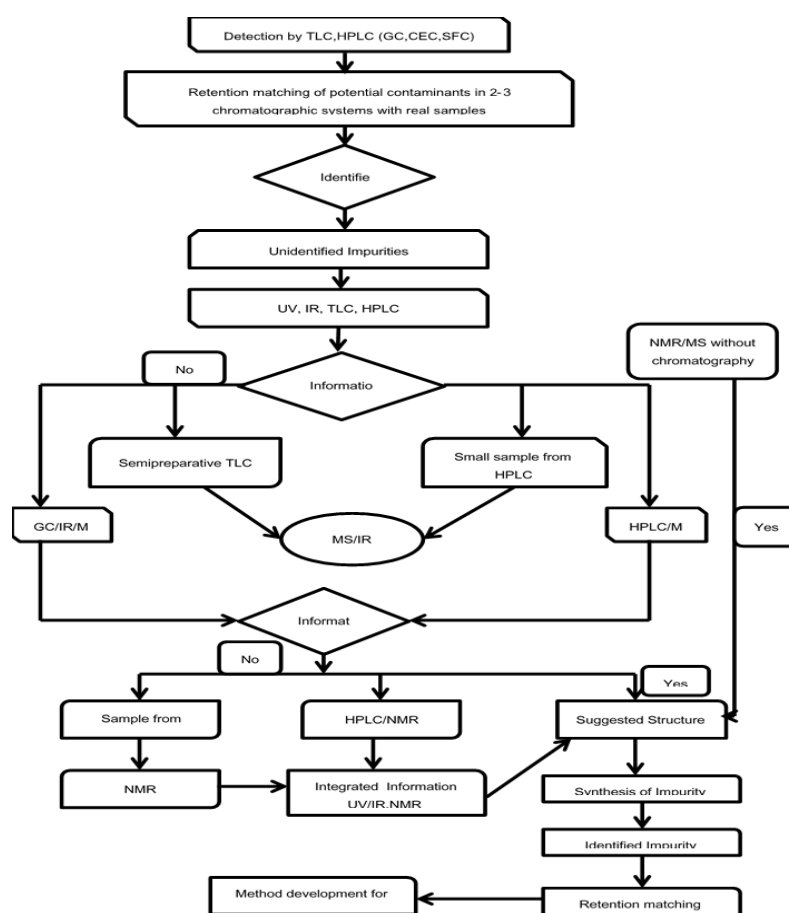 Detection by TLC,HPLC (GC,CEC,SFC)
Retention matching of potential contaminants in 2-3
chromatographic systems with real samples
Identifie
Unidentified Impurities
UV, IR, TLC, HPLC
NMR/MS without
chromatography
No
Informatio
Semipreparative TLC
Small sample from
HPLC
GC/IR/M
MS/IR
HPLC/M
Yes
Informat
No
Yes
Sample from
HPLC/NMR
Suggested Structure
NMR
Integrated Information
UV/IR.NMR
Synthesis of Impurity
Identified Impurity
Method development for
Retention matching